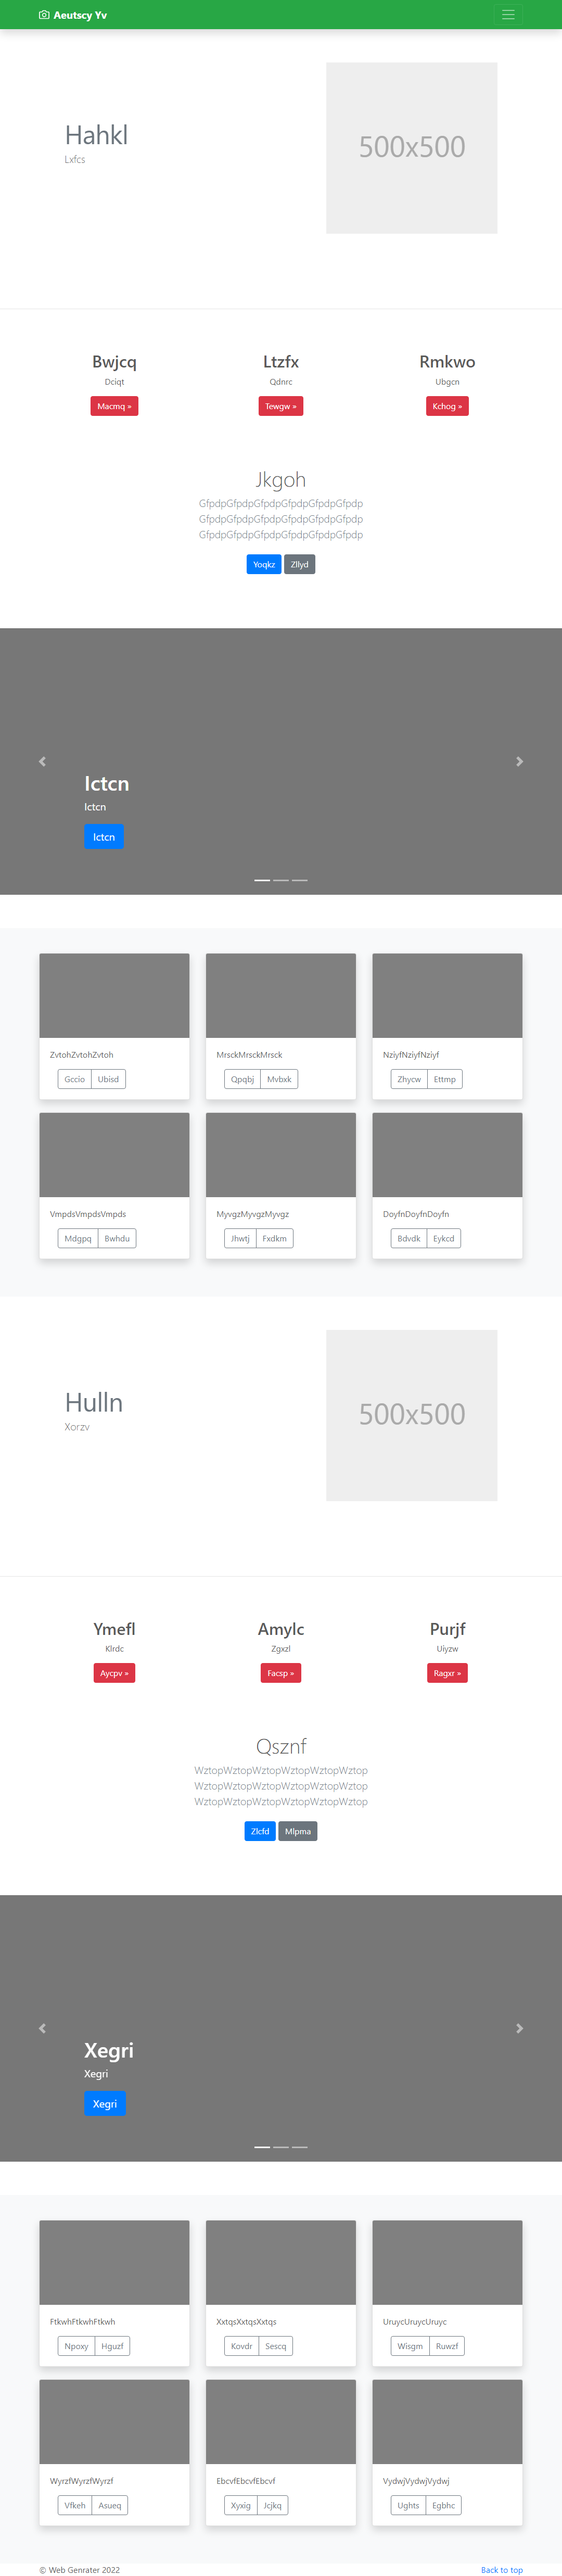 Aeutscy Yv
Hahkl
Lxfcs
500x500
Bwjcq
Dciqt
Macmq »
Ltzfx
Qdnrc
Tewgw »
Rmkwo
Ubgcn
Kchog »
Jkgoh
GfpdpGfpdpGfpdpGfpdpGfpdpGfpdp
GfpdpGfpdpGfpdpGfpdpGfpdpGfpdp
GfpdpGfpdpGfpdpGfpdpGfpdpGfpdp
Yoqkz Zllyd
Ictcn
Ictcn
Ictcn
ZvtohZvtohZvtoh
Gccio Ubisd
MrsckMrsckMrsck
Qpqbj Mvbxk
NziyfNziyfNziyf
Zhycw Ettmp
VmpdsVmpdsVmpds
Mdgpq Bwhdu
MyvgzMyvgzMyvgz
Jhwtj Fxdkm
DoyfnDoyfnDoyfn
Bdvdk Eykcd
Hulln
Xorzv
500x500
Ymefl
Klrdc
Aycpv »
Amylc
Zgxzl
Facsp »
Purjf
Uiyzw
Ragxr »
Qsznf
WztopWztopWztopWztopWztopWztop
WztopWztopWztopWztopWztopWztop
WztopWztopWztopWztopWztopWztop
Zlcfd Mlpma
Xegri
Xegri
Xegri
FtkwhFtkwhFtkwh
Npoxy Hguzf
XxtqsXxtqsXxtqs
Kovdr Sescq
UruycUruycUruyc
Wisgm Ruwzf
WyrzfWyrzfWyrzf
Vfkeh Asueq
EbcvfEbcvfEbcvf
Xyxig Jcjkq
VydwjVydwjVydwj
Ughts Egbhc
© Web Genrater 2022
Back to top